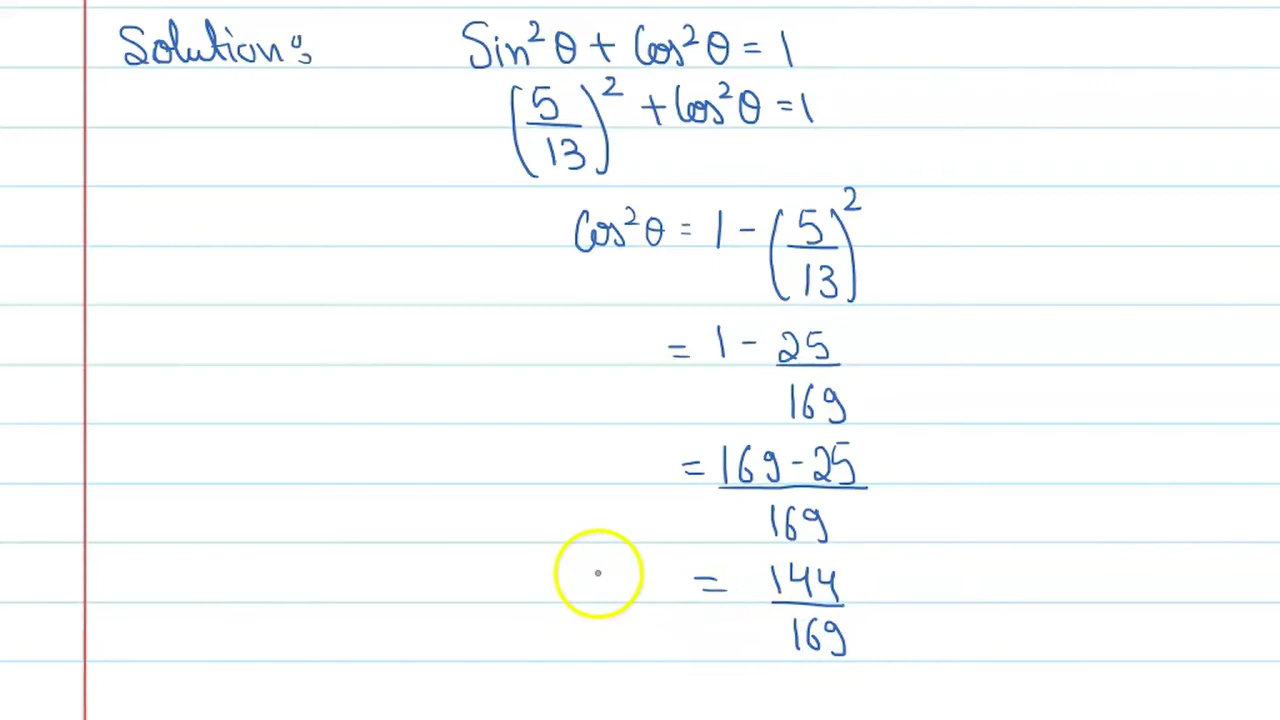 Solution:
Sin²θ + Cos²θ = 1
(5/13)² + Cos²θ = 1
Cos²θ = 1 - (5/13)²
= 1 - 25/169
= 169 - 25/169
= 144/169